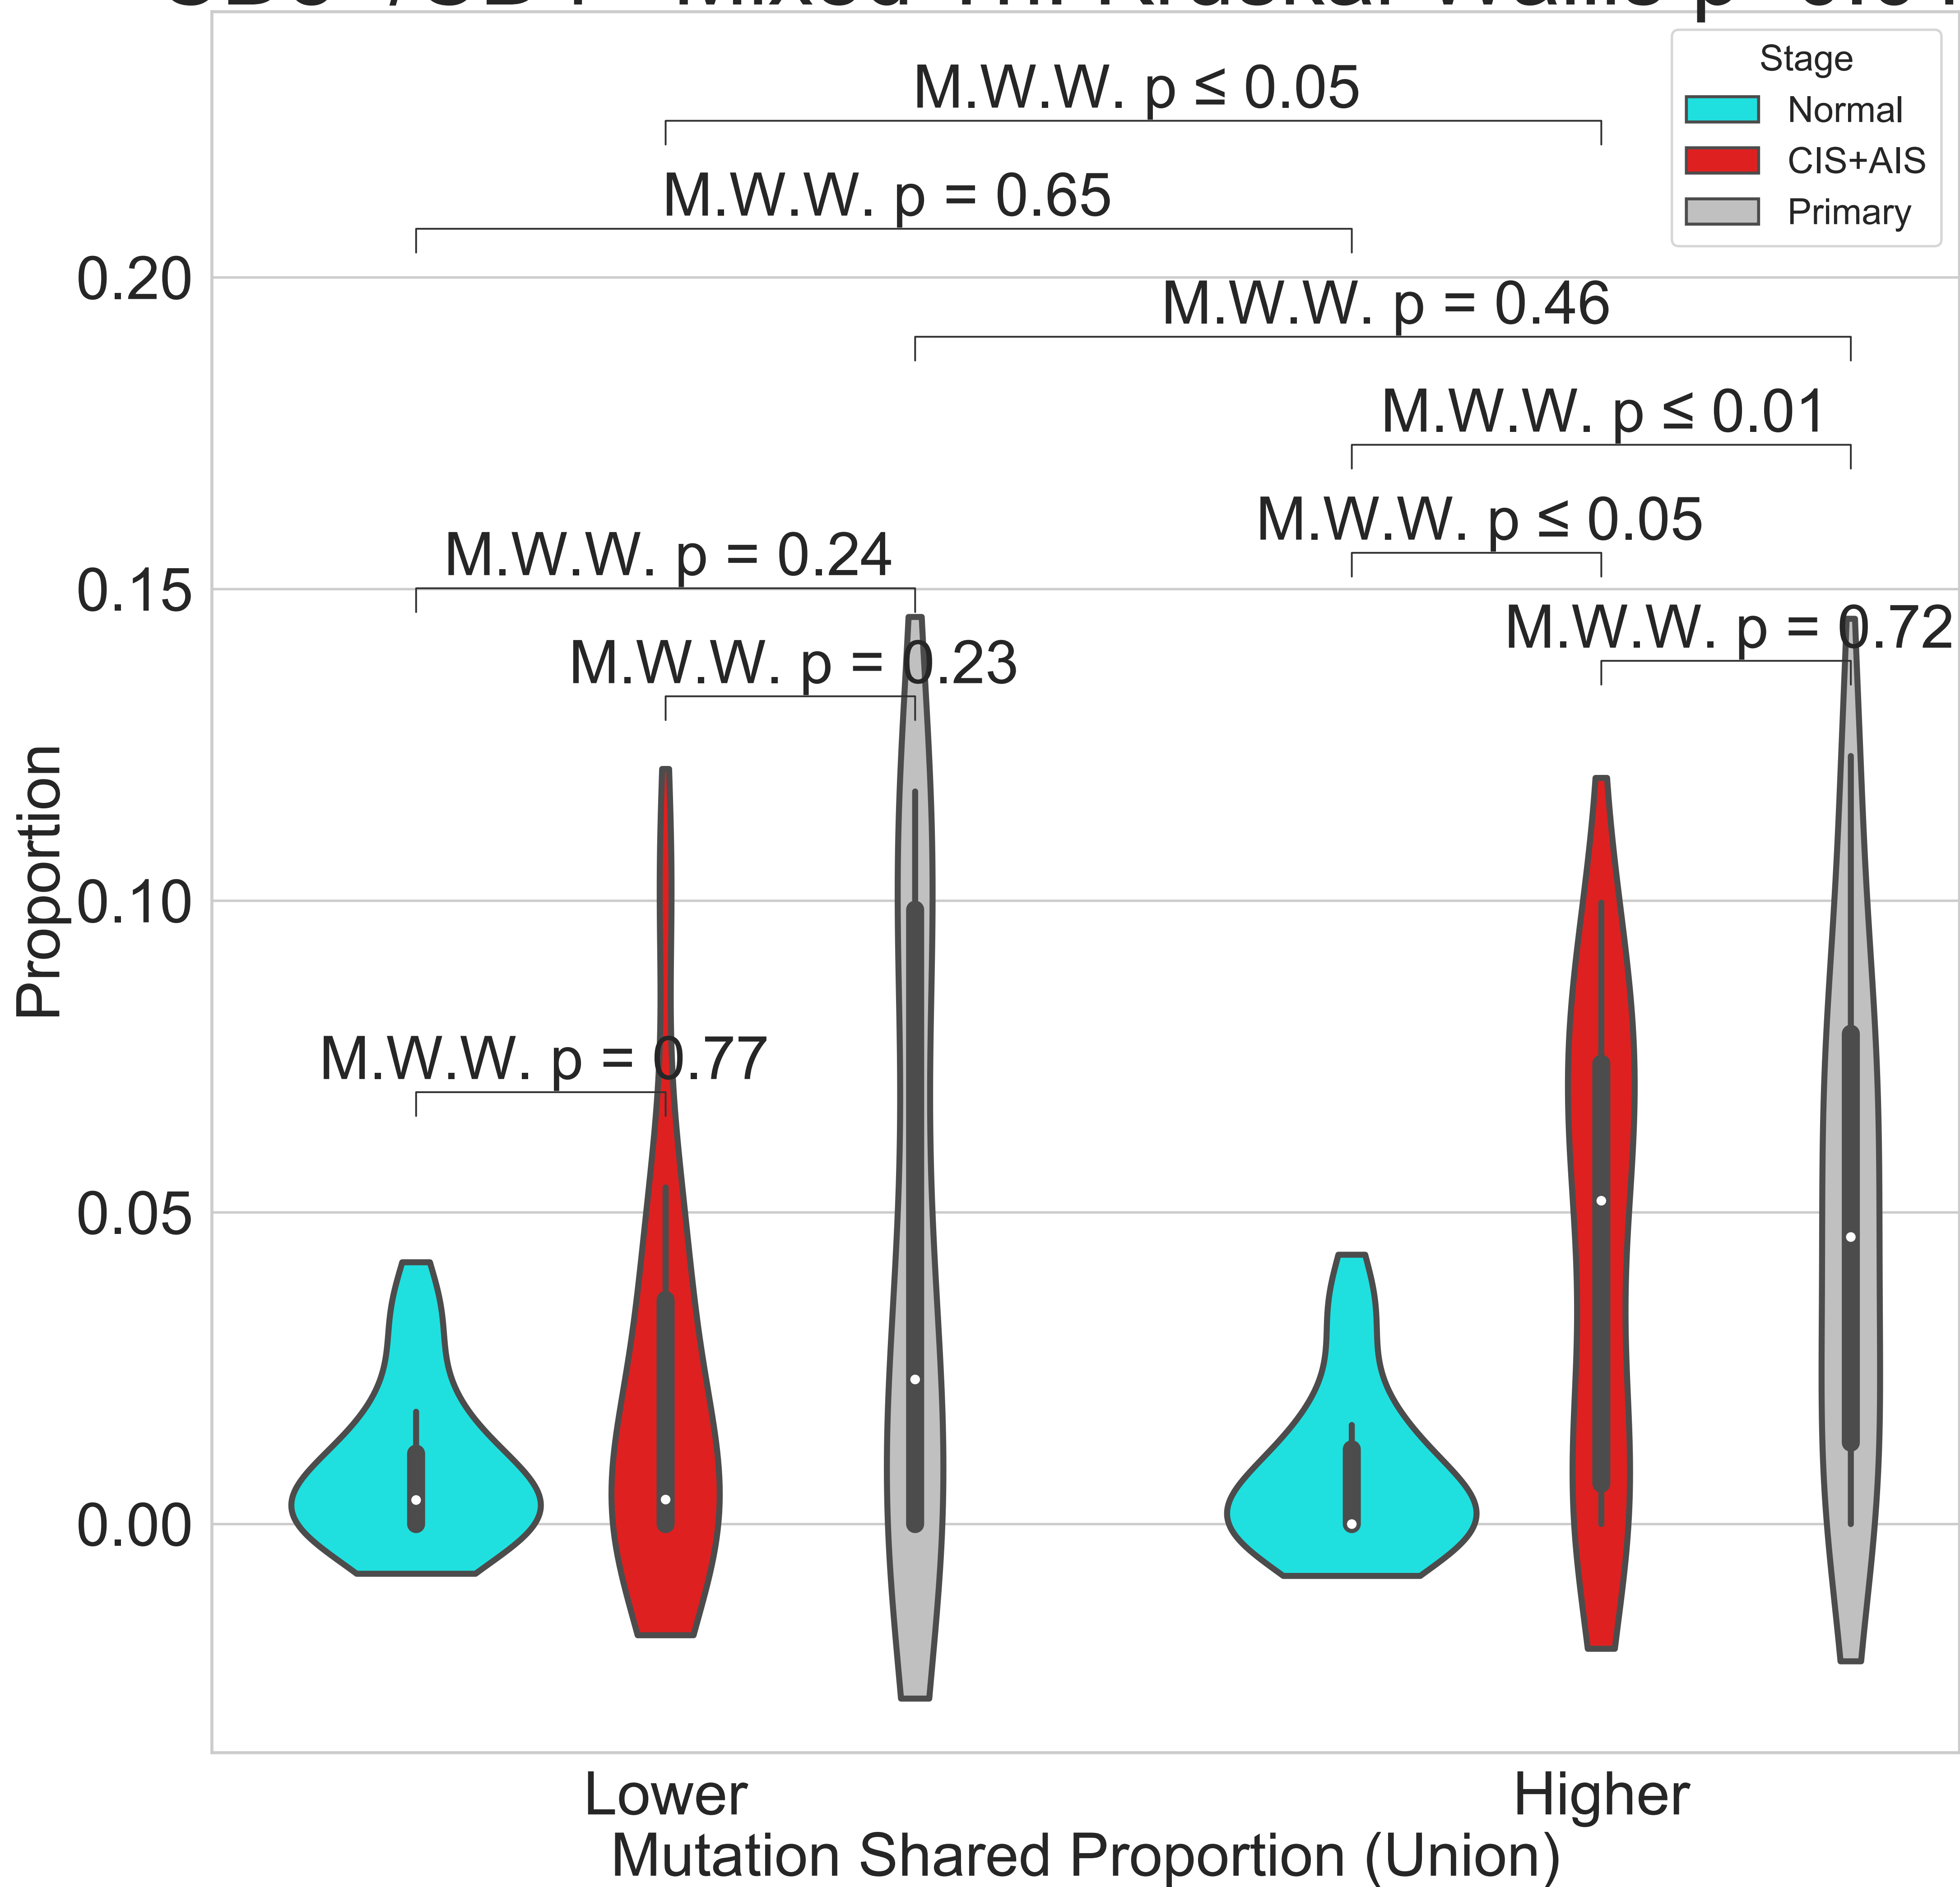 M.W.W. p ≤ 0.05
Stage
Normal
CIS+AIS
Primary
M.W.W. p = 0.65
0.20
M.W.W. p = 0.46
M.W.W. p ≤ 0.01
M.W.W. p ≤ 0.05
M.W.W. p = 0.24
0.15
M.W.W. p = 0.72
M.W.W. p = 0.23
Proportion
0.10
M.W.W. p = 0.77
0.05
0.00
Lower
Higher
Mutation Shared Proportion (Union)